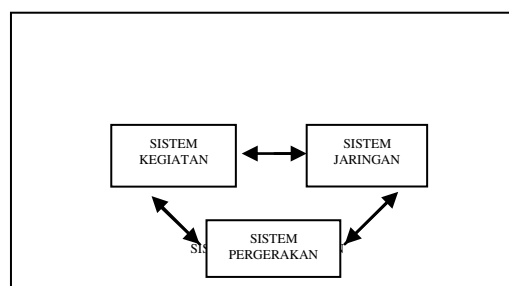 SISTEM
KEGIATAN
SISTEM
JARINGAN
SISTEM
PERGERAKAN